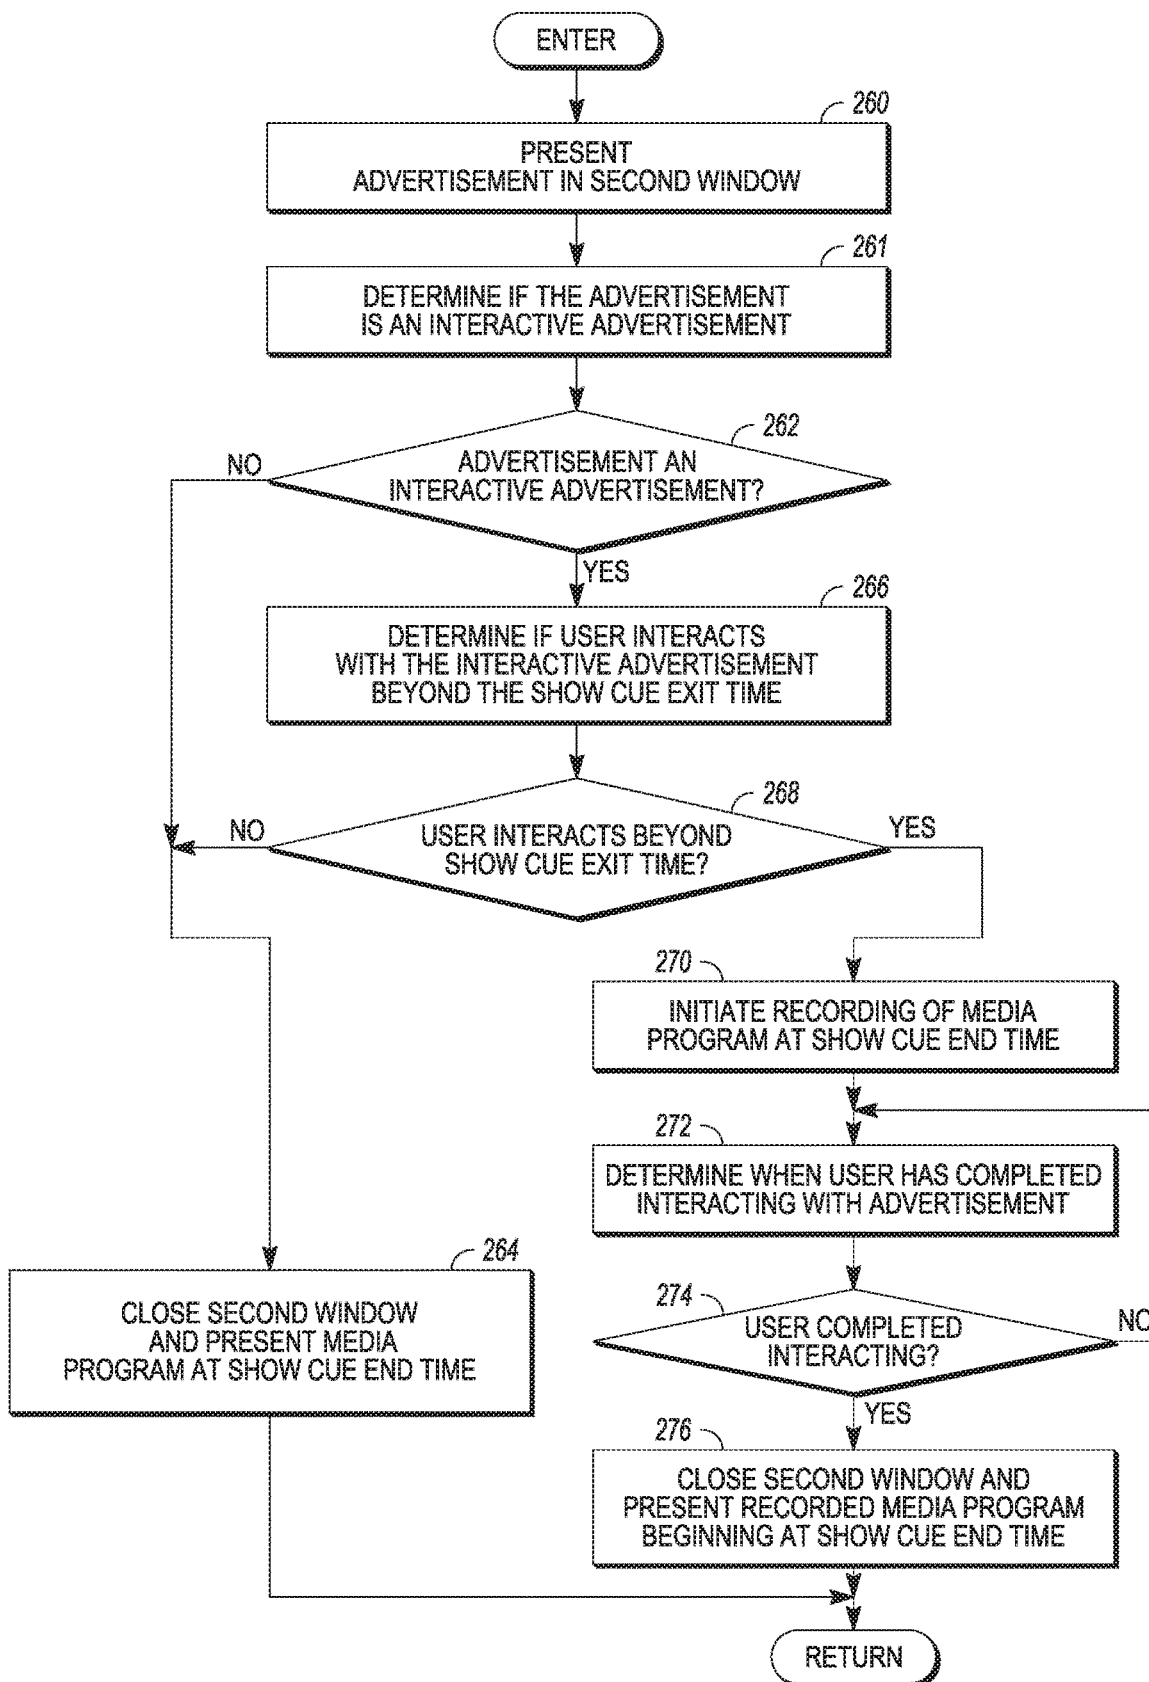 ENTER
260
PRESENT
ADVERTISEMENT IN SECOND WINDOW
261
DETERMINE IF THE ADVERTISEMENT
IS AN INTERACTIVE ADVERTISEMENT
262
NO
ADVERTISEMENT AN
INTERACTIVE ADVERTISEMENT?
YES
266
DETERMINE IF USER INTERACTS
WITH THE INTERACTIVE ADVERTISEMENT
BEYOND THE SHOW CUE EXIT TIME
268
NO
USER INTERACTS BEYOND
SHOW CUE EXIT TIME?
YES
270
INITIATE RECORDING OF MEDIA
PROGRAM AT SHOW CUE END TIME
272
DETERMINE WHEN USER HAS COMPLETED
INTERACTING WITH ADVERTISEMENT
264
CLOSE SECOND WINDOW
AND PRESENT MEDIA
PROGRAM AT SHOW CUE END TIME
274
USER COMPLETED
INTERACTING?
NO
YES
276
CLOSE SECOND WINDOW AND
PRESENT RECORDED MEDIA PROGRAM
BEGINNING AT SHOW CUE END TIME
RETURN